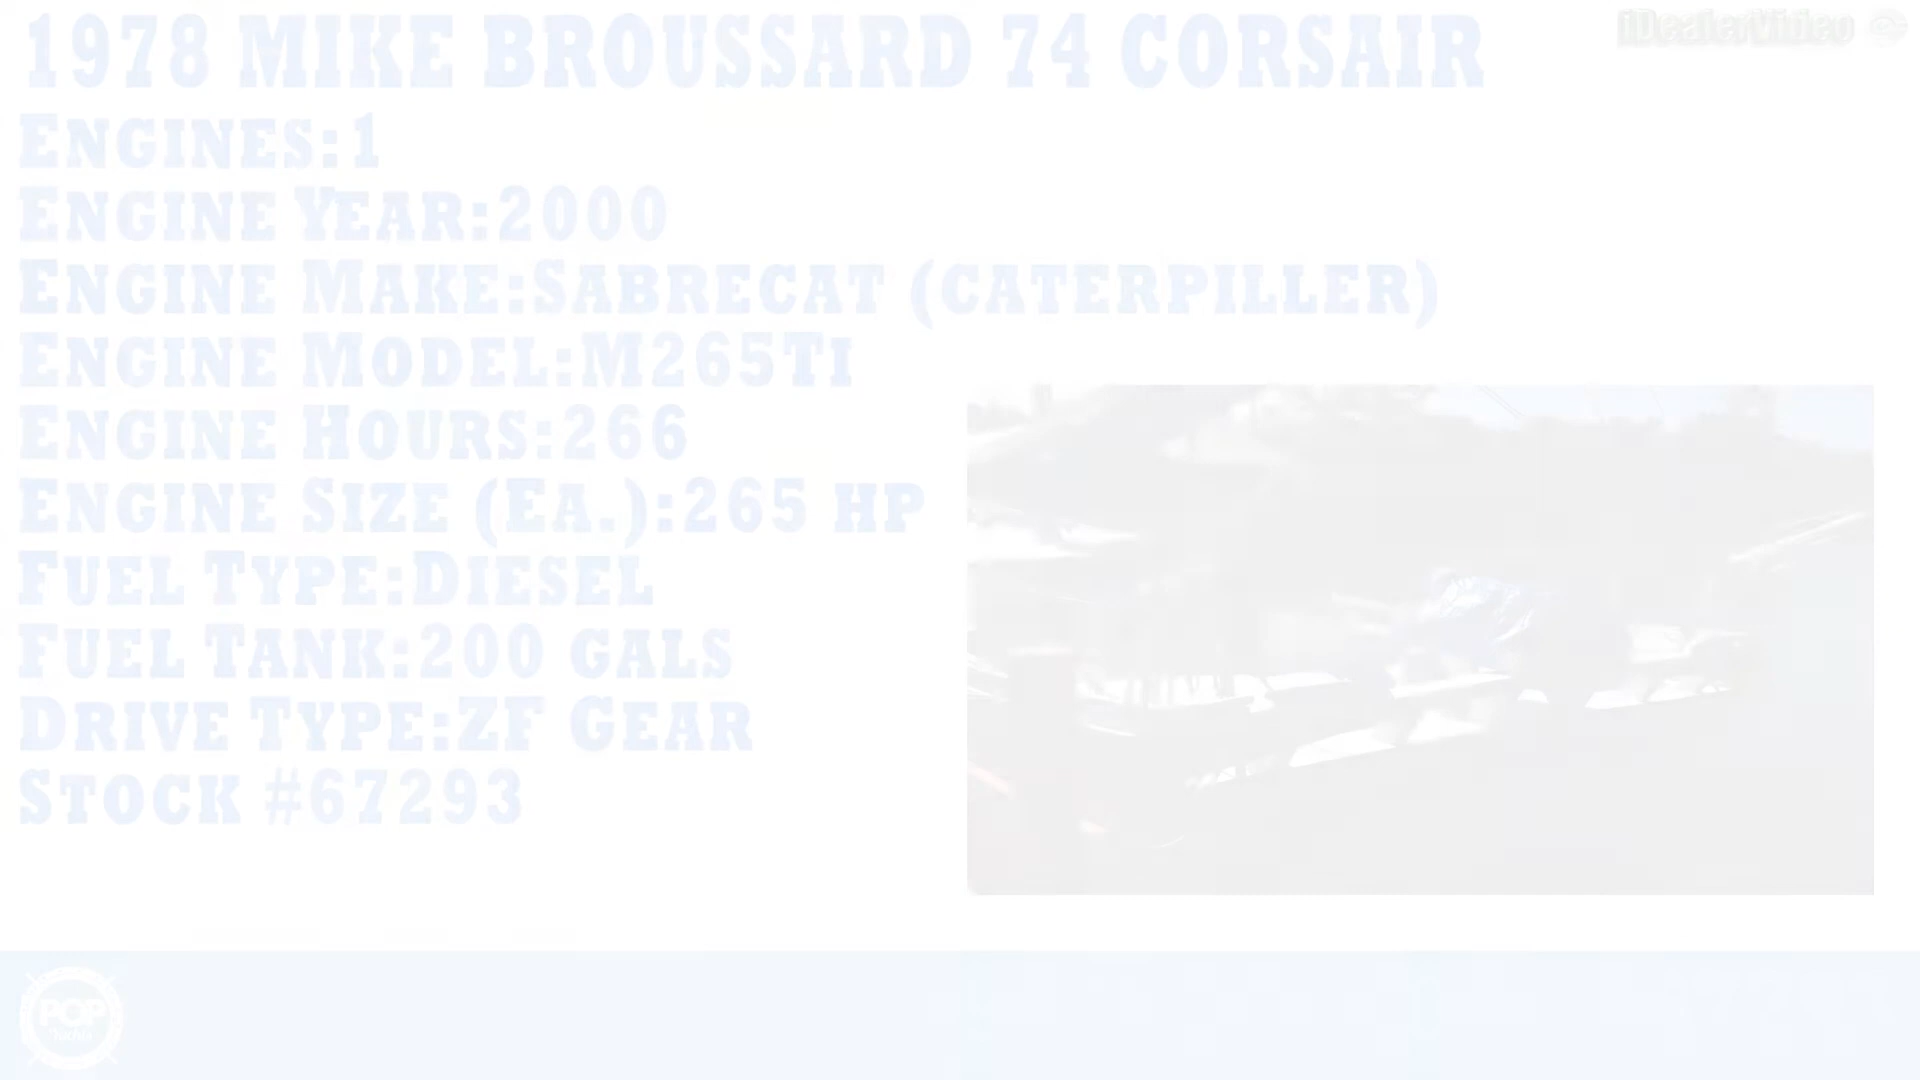 1978 MIKE BROUSSARD 74 CORSAIR
iDealerVideo
ENGINES:1
ENGINE YEAR:2000
ENGINE MAKE:SABRECAT (CATERPILLER)
ENGINE MODEL:M265TI
ENGINE HOURS:266
ENGINE SIZE (EA.):265 HP
FUEL TYPE:DIESEL
FUEL TANK:200 GALS
DRIVE TYPE:ZF GEAR
STOCK #67293
POP